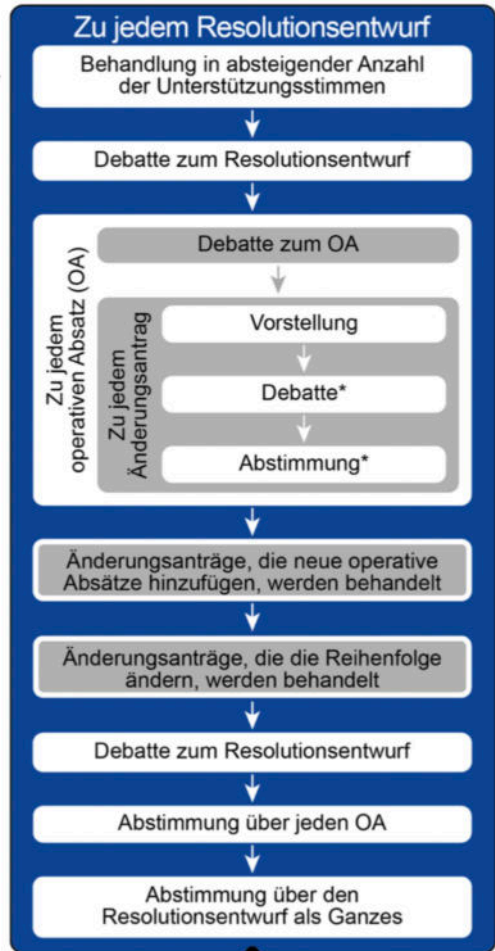 Zu jedem Resolutionsentwurf
Behandlung in absteigender Anzahl
der Unterstützungsstimmen
Debatte zum Resolutionsentwurf
Zu jedem
operativen Absatz (OA)
Debatte zum OA
Zu jedem
Änderungsantrag
Vorstellung
Debatte*
Abstimmung*
Änderungsanträge, die neue operative
Absätze hinzufügen, werden behandelt
Änderungsanträge, die die Reihenfolge
ändern, werden behandelt
Debatte zum Resolutionsentwurf
Abstimmung über jeden OA
Abstimmung über den
Resolutionsentwurf als Ganzes